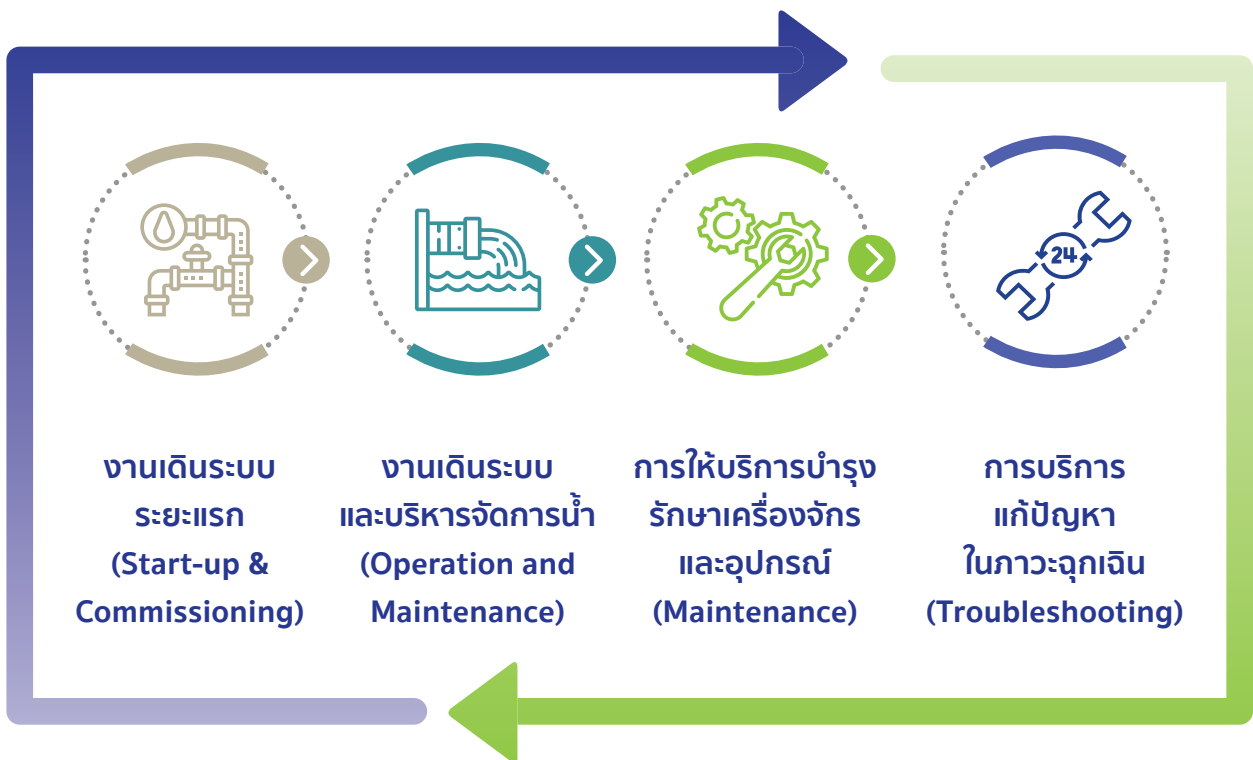 24
งานเดินระบบ
ระยะแรก
(Start-up &
Commissioning)
งานเดินระบบ
และบริหารจัดการน้ำ
(Operation and
Maintenance)
การให้บริการบำรุง
รักษาเครื่องจักร
และอุปกรณ์
(Maintenance)
การบริการ
แก้ปัญหา
ในภาวะฉุกเฉิน
(Troubleshooting)